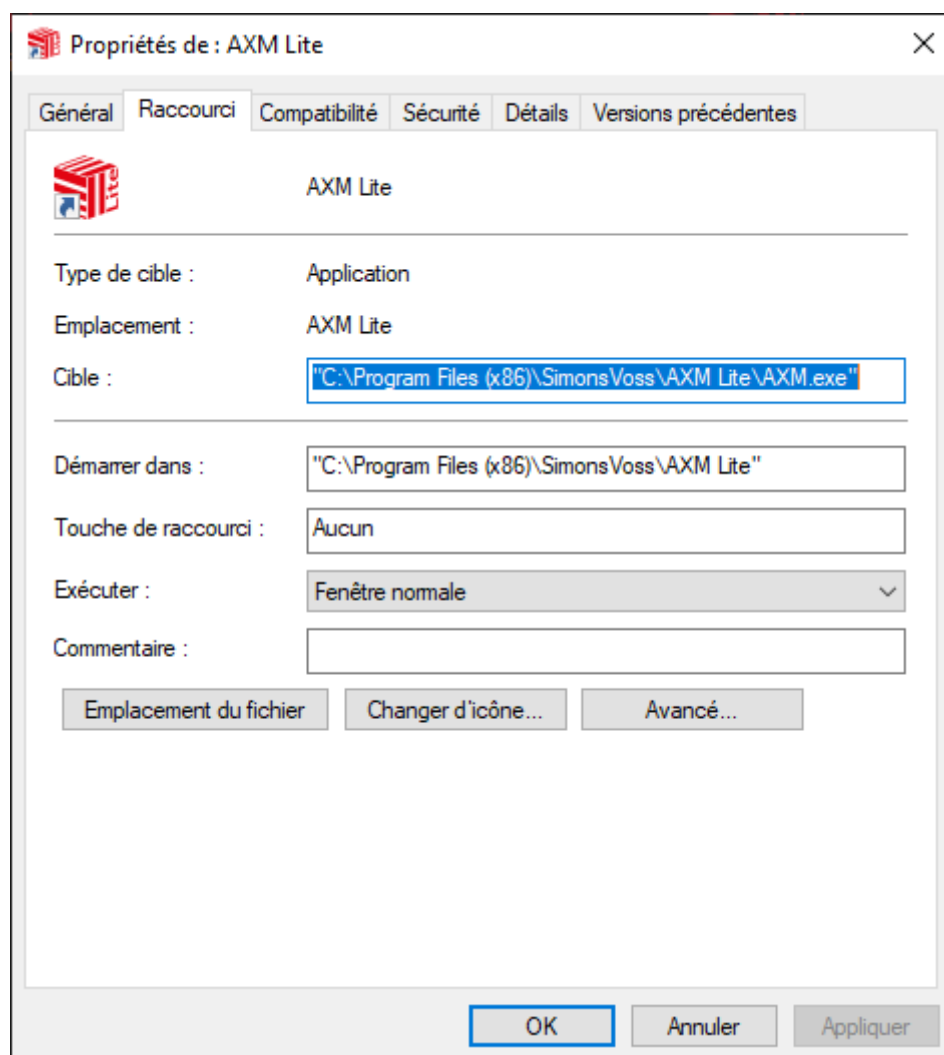 Propriétés de : AXM Lite
Général Raccourci Compatibilité Sécurité Détails Versions précédentes
Lite
AXM Lite
Type de cible : Application
Emplacement : AXM Lite
Cible : "C:\Program Files (x86)\SimonsVoss\AXM Lite\AXM.exe"
Démarrer dans : "C:\Program Files (x86)\SimonsVoss\AXM Lite"
Touche de raccourci : Aucun
Exécuter : Fenêtre normale
Commentaire :
Emplacement du fichier Changer d'icône... Avancé...
OK Annuler Appliquer